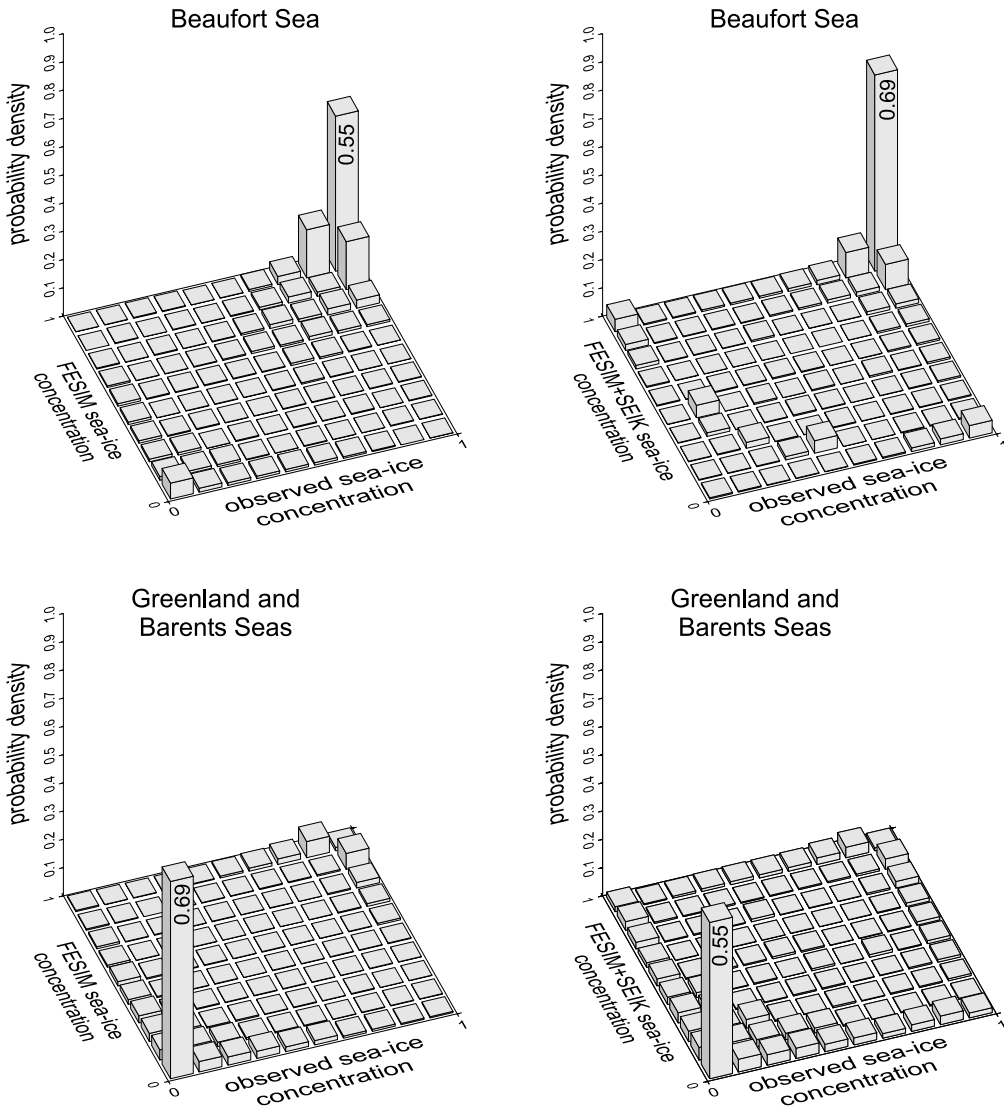 Beaufort Sea
probability density
1.0
0.9
0.8
0.7
0.6
0.5
0.4
0.3
0.2
0.1
1
0.55
FESIM sea-ice
concentration
0
0
observed sea-ice
concentration
1
Beaufort Sea
probability density
1.0
0.9
0.8
0.7
0.6
0.5
0.4
0.3
0.2
0.1
1
0.69
FESIM+SEIK sea-ice
concentration
0
0
observed sea-ice
concentration
1
Greenland and
Barents Seas
probability density
1.0
0.9
0.8
0.7
0.6
0.5
0.4
0.3
0.2
0.1
1
0.69
FESIM sea-ice
concentration
0
0
observed sea-ice
concentration
1
Greenland and
Barents Seas
probability density
1.0
0.9
0.8
0.7
0.6
0.5
0.4
0.3
0.2
0.1
1
0.55
FESIM+SEIK sea-ice
concentration
0
0
observed sea-ice
concentration
1